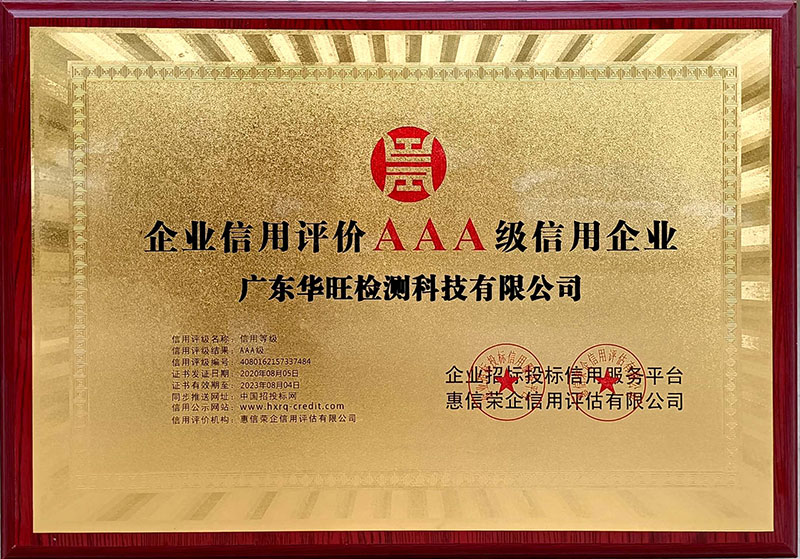 企业信用评价AAA级信用企业
广东华旺检测科技有限公司
信用评级名称：信用等级
信用评级结果：AAA级
信用评级编号：4080162157337484
证书发证日期：2020年08月05日
证书有效期至：2023年08月04日
同步推送网址：中国招投标网
信用公示网站：www.hxrq-credit.com
信用评价机构：惠信荣企信用评估有限公司
企业招标投标信用服务平台
惠信荣企信用评估有限公司